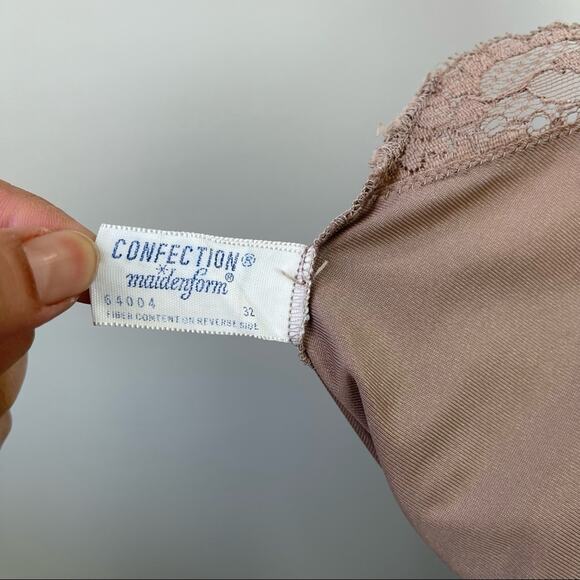 CONFECTION®
maidenform®
64004
32
FIBER CONTENT ON REVERSE SIDE